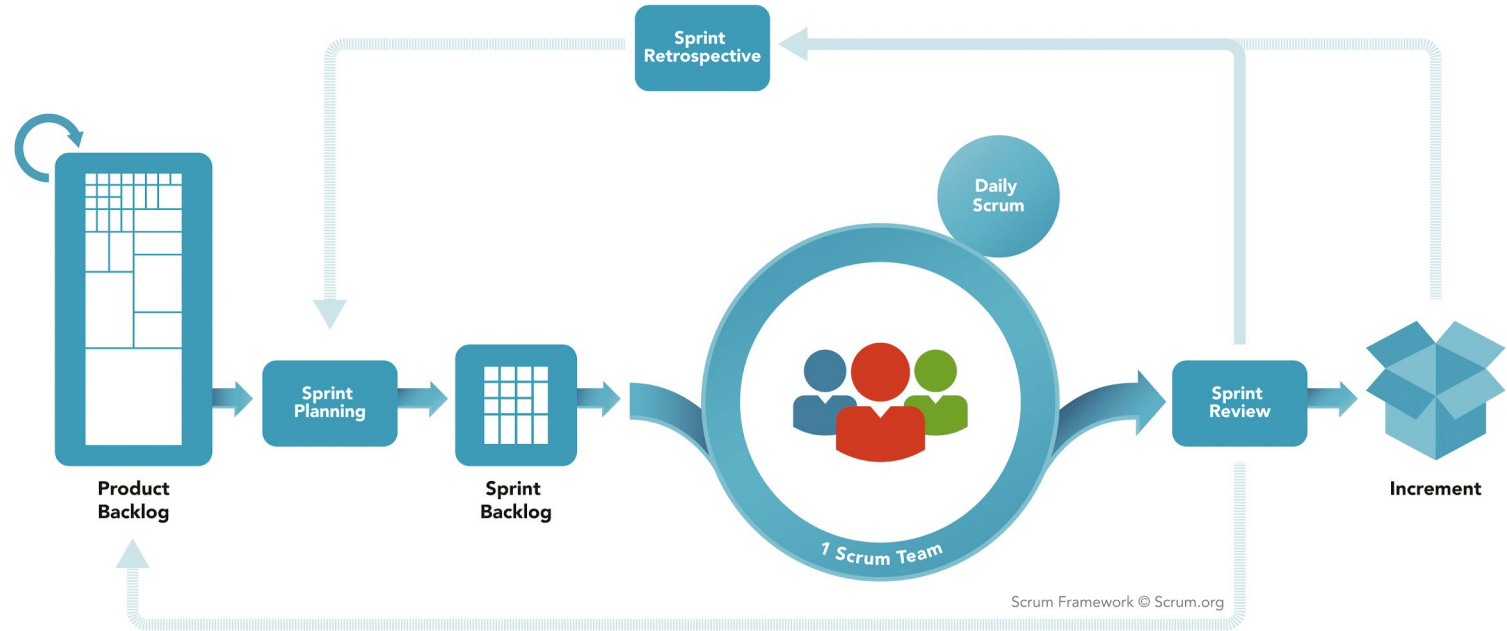 Sprint
Retrospective
Daily
Scrum
Sprint
Planning
Sprint
Review
Product
Backlog
Sprint
Backlog
Increment
1 Scrum Team
Scrum Framework © Scrum.org